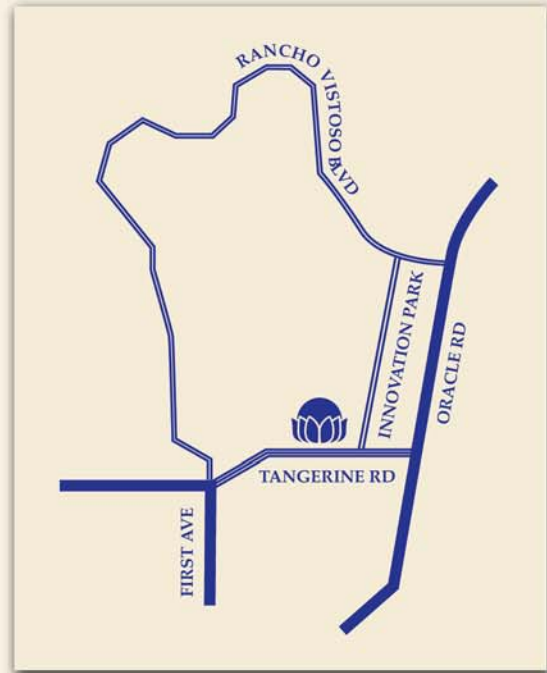 RANCHO VISTOSO BLVD
INNOVATION PARK
ORACLE RD
TANGERINE RD
FIRST AVE